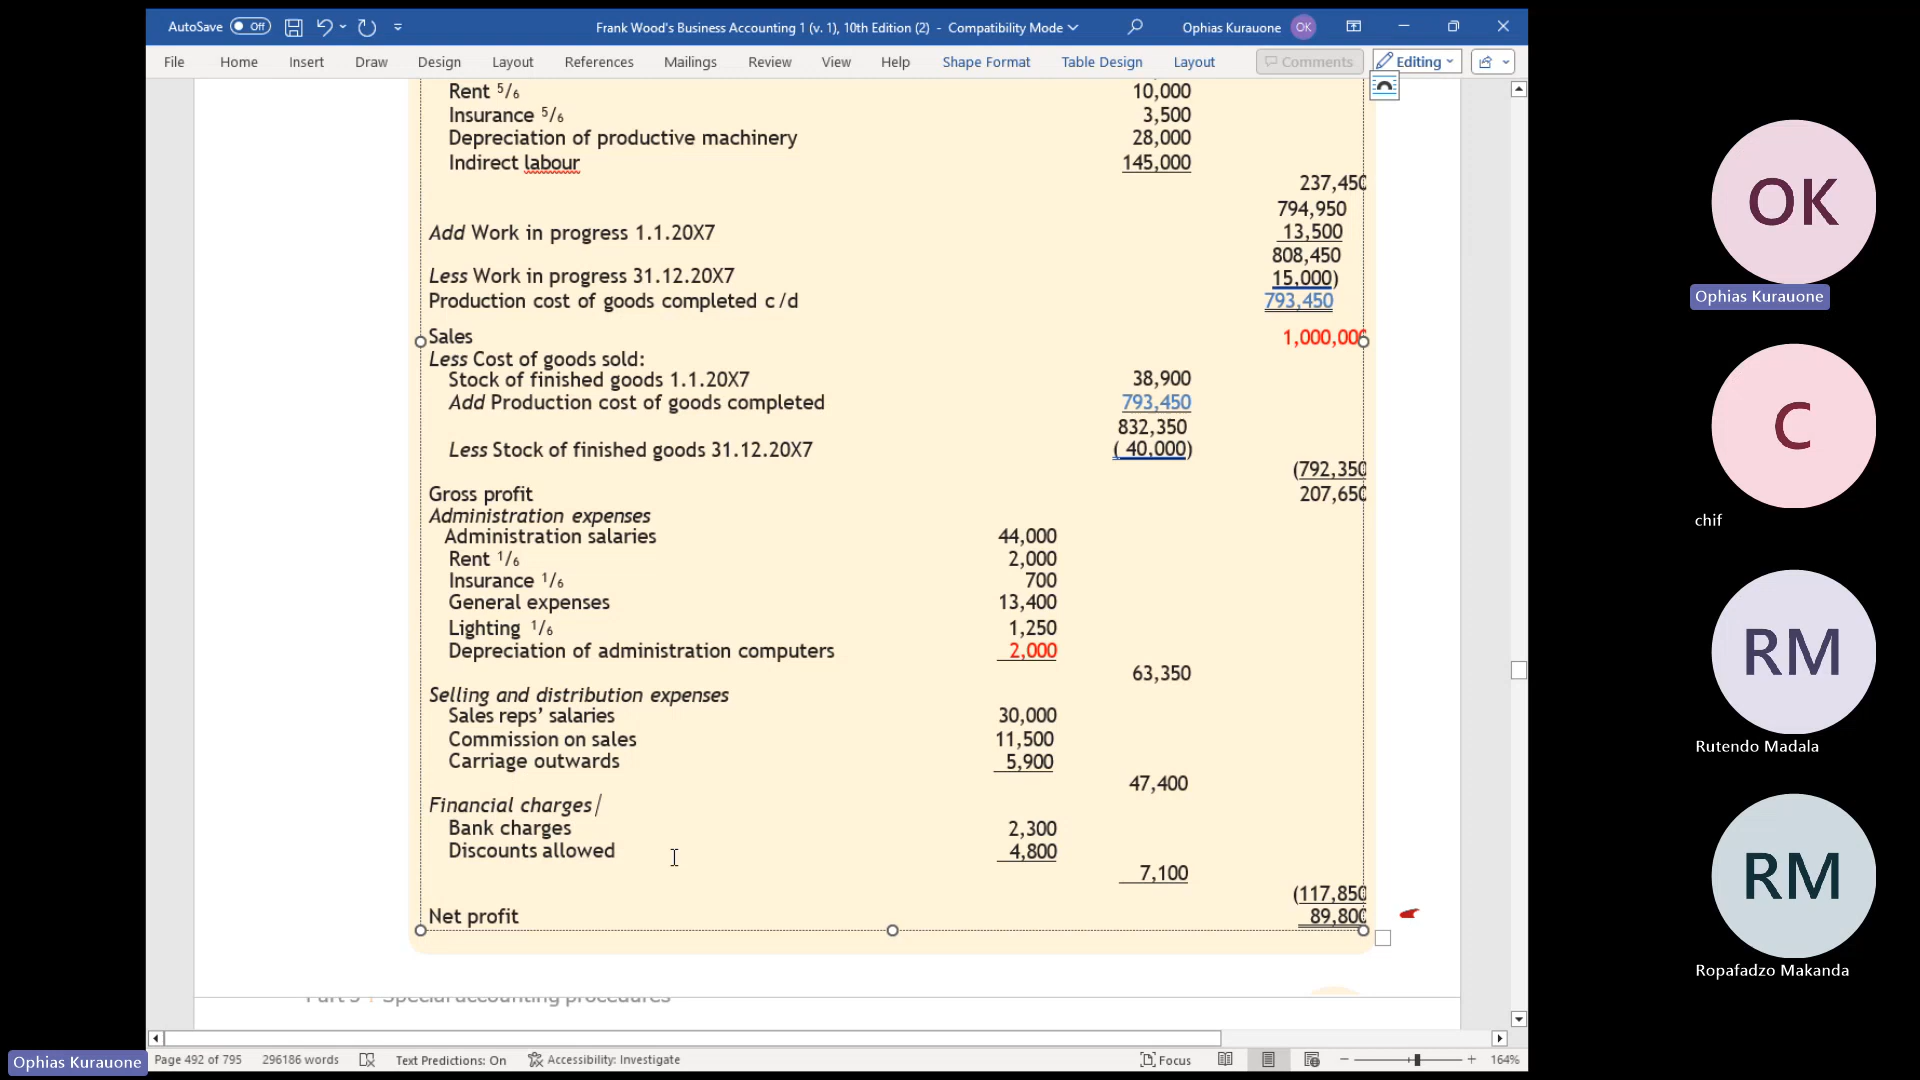 AutoSave Off Frank Wood's Business Accounting 1 (v. 1), 10th Edition (2) - Compatibility Mode Ophias Kurauone OK
File Home Insert Draw Design Layout References Mailings Review View Help Shape Format Table Design Layout Comments Editing
Rent 5/6 10,000
Insurance 5/6 3,500
Depreciation of productive machinery 28,000
Indirect labour 145,000
237,450
794,950
Add Work in progress 1.1.20X7 13,500
808,450
Less Work in progress 31.12.20X7 15,000)
Production cost of goods completed c/d 793,450
Sales 1,000,000
Less Cost of goods sold:
Stock of finished goods 1.1.20X7 38,900
Add Production cost of goods completed 793,450
832,350
Less Stock of finished goods 31.12.20X7 ( 40,000)
(792,350
Gross profit 207,650
Administration expenses
Administration salaries 44,000
Rent 1/6 2,000
Insurance 1/6 700
General expenses 13,400
Lighting 1/6 1,250
Depreciation of administration computers 2,000
63,350
Selling and distribution expenses
Sales reps’ salaries 30,000
Commission on sales 11,500
Carriage outwards 5,900
47,400
Financial charges/
Bank charges 2,300
Discounts allowed 4,800
7,100
(117,850
Net profit 89,800
Part 5 Special accounting procedures
Page 492 of 795 296186 words Text Predictions: On Accessibility: Investigate Focus 164%
Ophias Kurauone
OK
Ophias Kurauone
C
chif
RM
Rutendo Madala
RM
Ropafadzo Makanda